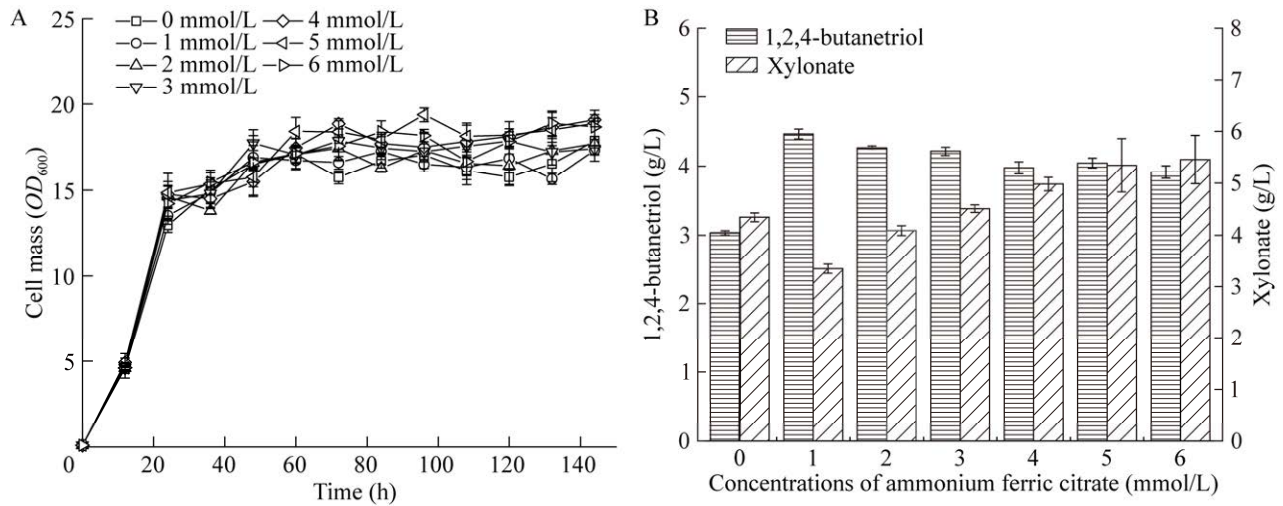 A
0 mmol/L 4 mmol/L
1 mmol/L 5 mmol/L
2 mmol/L 6 mmol/L
3 mmol/L
25
20
15
10
5
0 20 40 60 80 100 120 140
Time (h)
Cell mass (OD600)
B
1,2,4-butanetriol
Xylonate
6
5
4
3
2
1
0
1,2,4-butanetriol (g/L)
8
7
6
5
4
3
2
1
0
Xylonate (g/L)
0 1 2 3 4 5 6
Concentrations of ammonium ferric citrate (mmol/L)